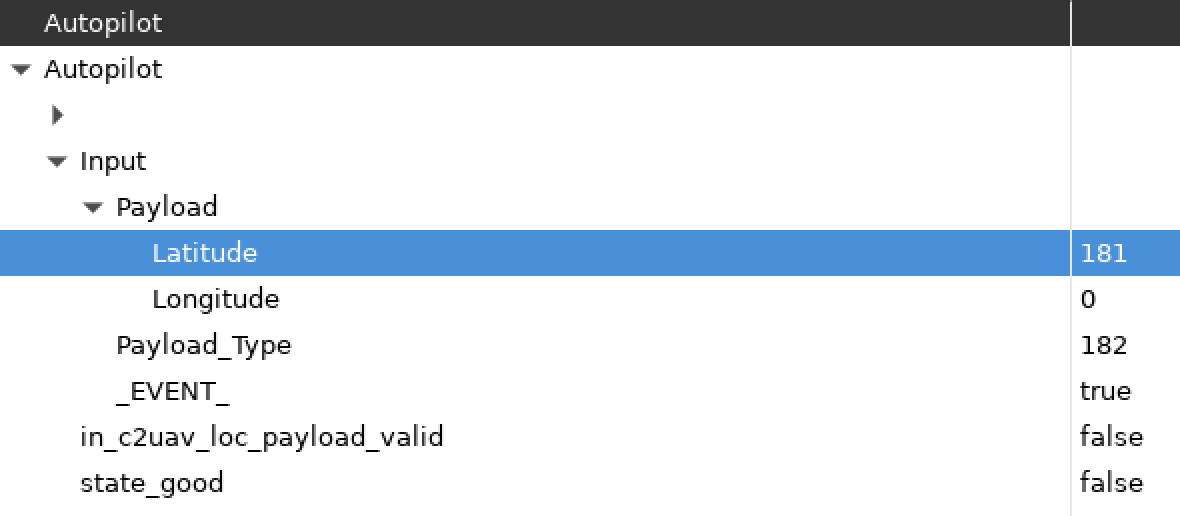 Autopilot
Autopilot
Input
Payload
Latitude 181
Longitude 0
Payload_Type 182
_EVENT_ true
in_c2uav_loc_payload_valid false
state_good false